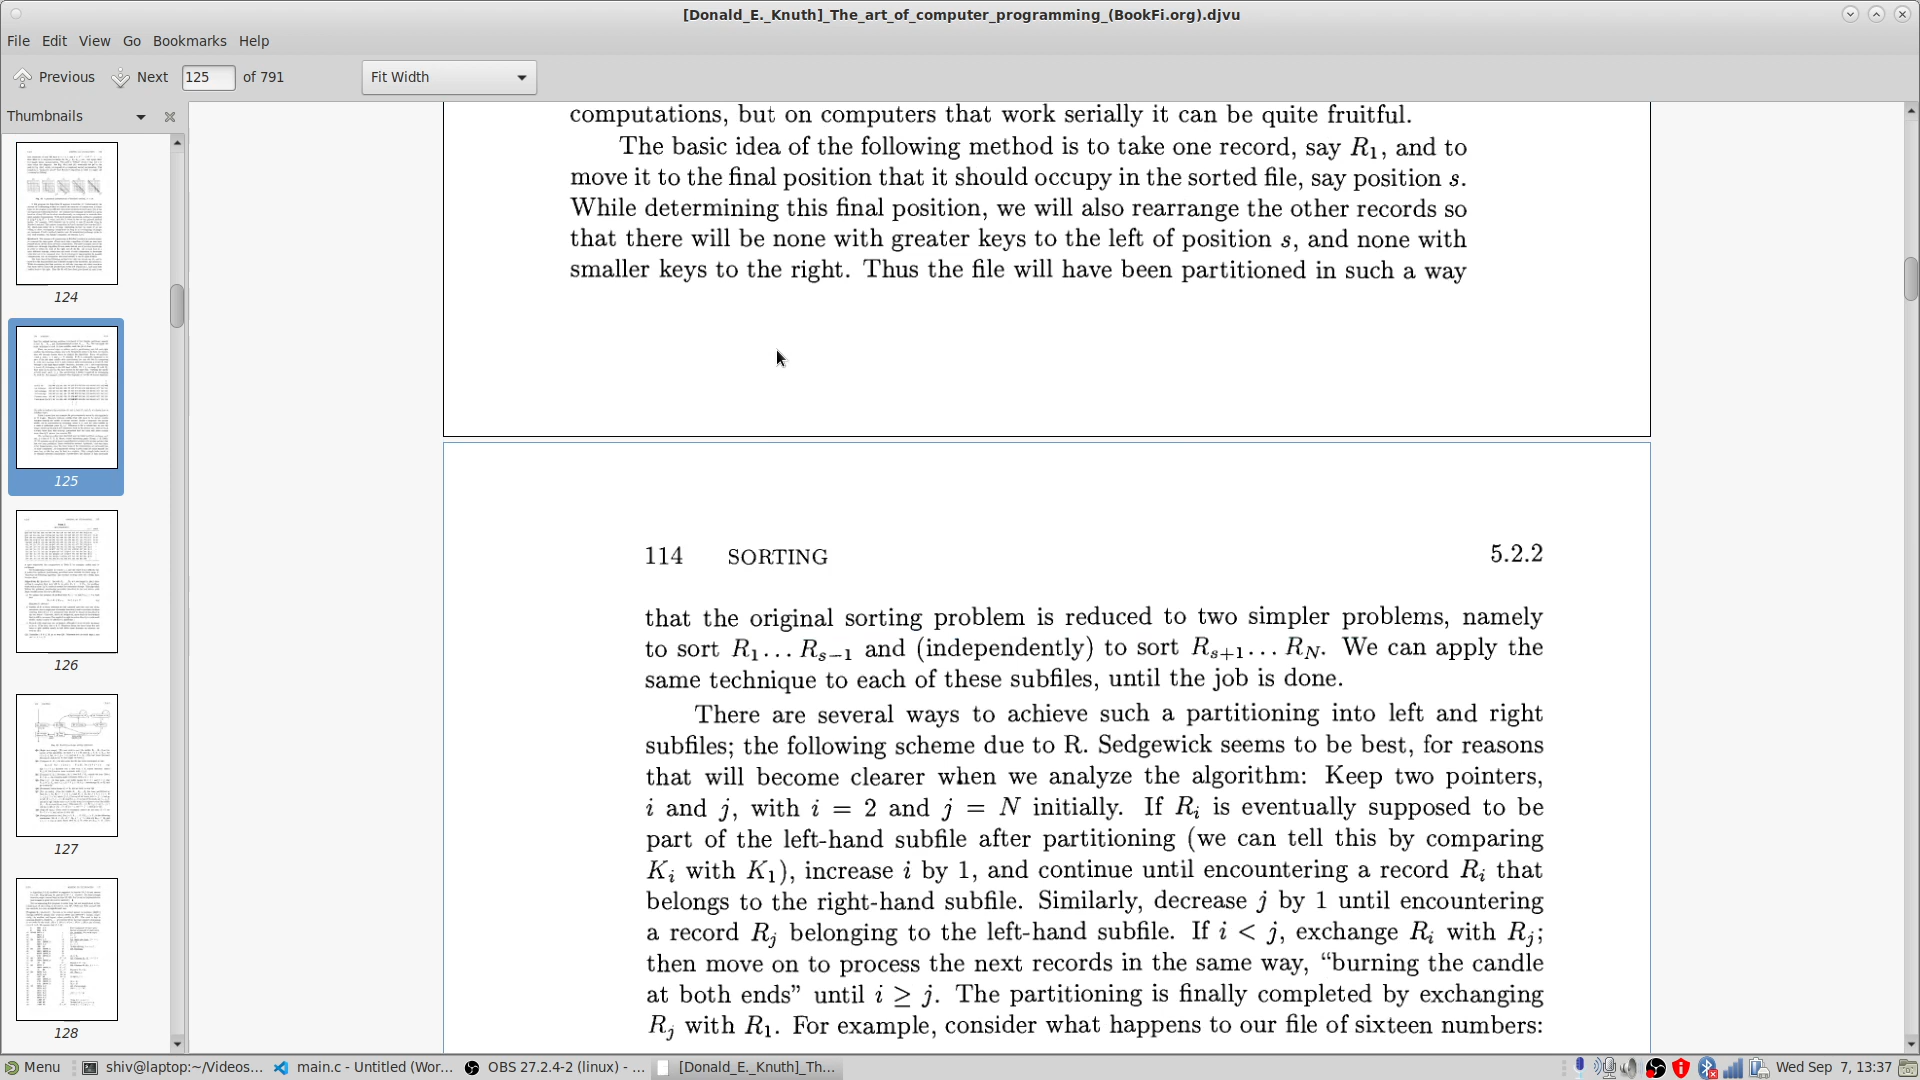 [Donald_E._Knuth]_The_art_of_computer_programming_(BookFi.org).djvu
File Edit View Go Bookmarks Help
Previous Next 125 of 791 Fit Width
Thumbnails
124
125
126
127
128
computations, but on computers that work serially it can be quite fruitful.
The basic idea of the following method is to take one record, say R₁, and to
move it to the final position that it should occupy in the sorted file, say position s.
While determining this final position, we will also rearrange the other records so
that there will be none with greater keys to the left of position s, and none with
smaller keys to the right. Thus the file will have been partitioned in such a way
114 SORTING 5.2.2
that the original sorting problem is reduced to two simpler problems, namely
to sort R₁... Rₛ₋₁ and (independently) to sort Rₛ₊₁... R_N. We can apply the
same technique to each of these subfiles, until the job is done.
There are several ways to achieve such a partitioning into left and right
subfiles; the following scheme due to R. Sedgewick seems to be best, for reasons
that will become clearer when we analyze the algorithm: Keep two pointers,
i and j, with i = 2 and j = N initially. If Rᵢ is eventually supposed to be
part of the left-hand subfile after partitioning (we can tell this by comparing
Kᵢ with K₁), increase i by 1, and continue until encountering a record Rᵢ that
belongs to the right-hand subfile. Similarly, decrease j by 1 until encountering
a record Rⱼ belonging to the left-hand subfile. If i < j, exchange Rᵢ with Rⱼ;
then move on to process the next records in the same way, “burning the candle
at both ends” until i ≥ j. The partitioning is finally completed by exchanging
Rⱼ with R₁. For example, consider what happens to our file of sixteen numbers:
Menu shiv@laptop:~/Videos... main.c - Untitled (Wor... OBS 27.2.4-2 (linux) - ... [Donald_E._Knuth]_Th... Wed Sep 7, 13:37